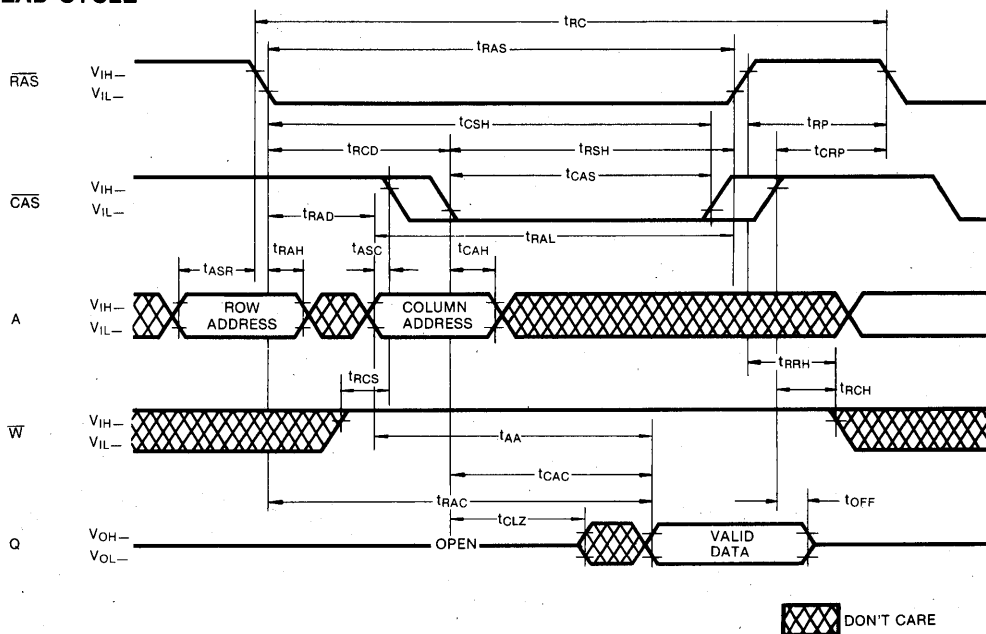 EAD CYCLE
tRC
tRAS
RAS
VIH—
VIL—
tCSH
tRP
tRCD
tRSH
tCRP
CAS
VIH—
VIL—
tCAS
tRAD
tRAL
tASR
tRAH
tASC
tCAH
A
VIH—
VIL—
ROW
ADDRESS
COLUMN
ADDRESS
tRRH
tRCS
tRCH
W
VIH—
VIL—
tAA
tCAC
tRAC
tOFF
tCLZ
Q
VOH—
VOL—
OPEN
VALID
DATA
DON'T CARE